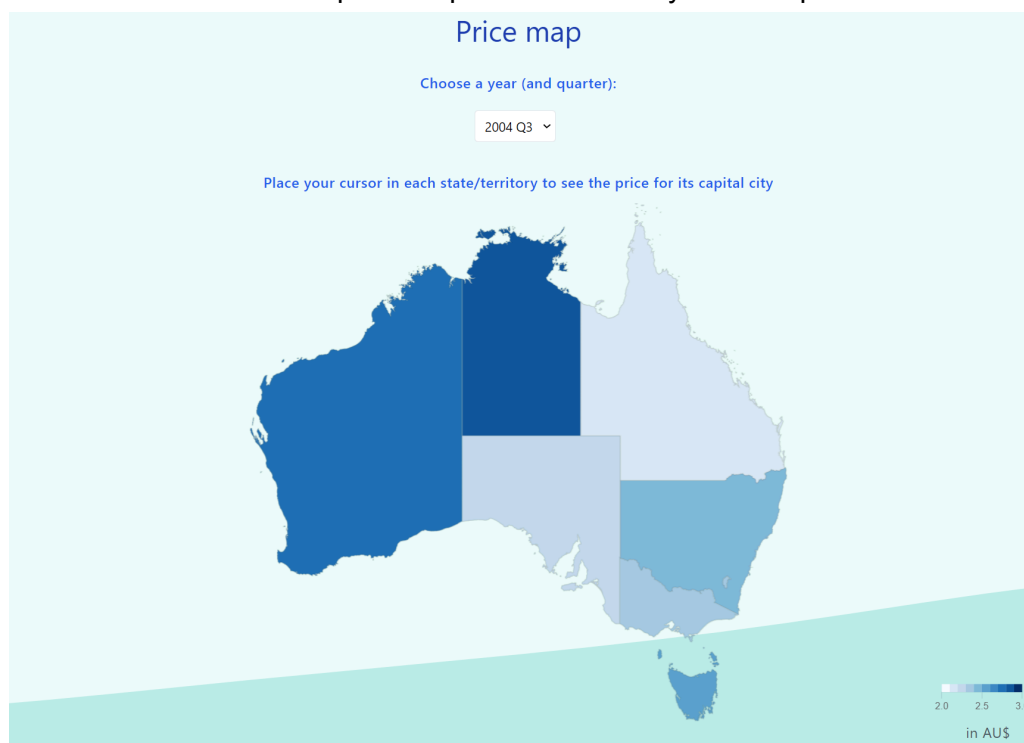 Price map
Choose a year (and quarter):
2004 Q3
Place your cursor in each state/territory to see the price for its capital city
2.0 2.5 3.
in AU$